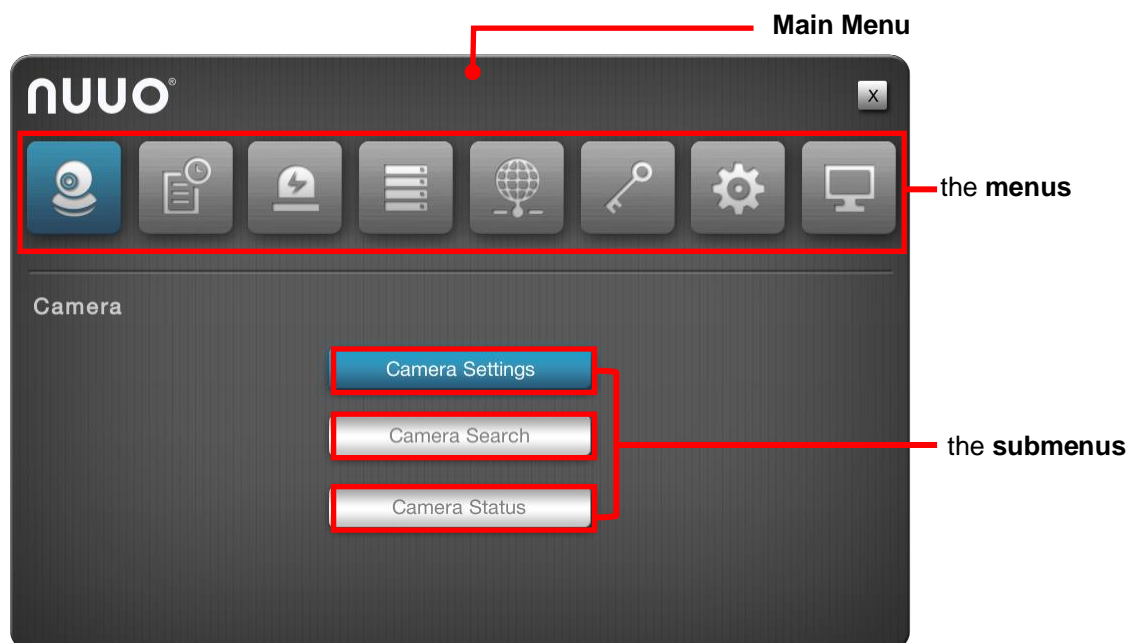 Main Menu
nuuo®
X
the menus
Camera
Camera Settings
Camera Search
the submenus
Camera Status